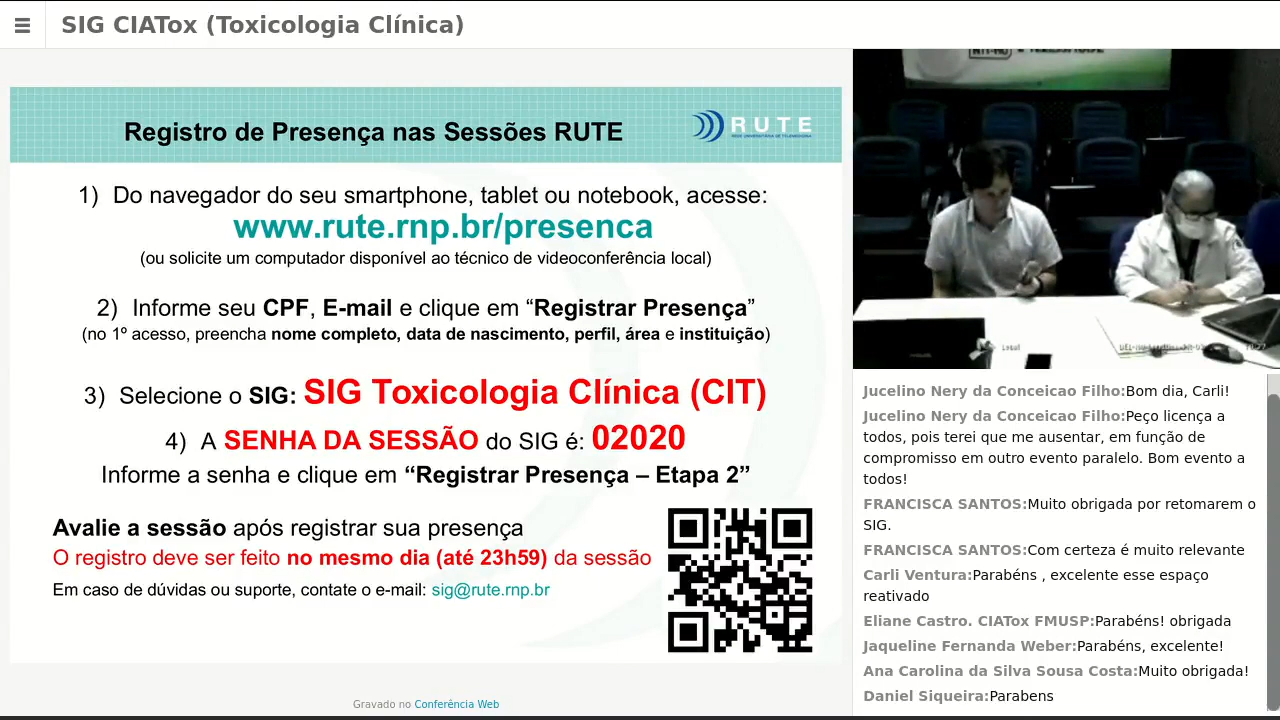 SIG CIATox (Toxicologia Clínica)
Registro de Presença nas Sessões RUTE
RUTE
1) Do navegador do seu smartphone, tablet ou notebook, acesse:
www.rute.rnp.br/presenca
(ou solicite um computador disponível ao técnico de videoconferência local)
2) Informe seu CPF, E-mail e clique em “Registrar Presença”
(no 1º acesso, preencha nome completo, data de nascimento, perfil, área e instituição)
3) Selecione o SIG: SIG Toxicologia Clínica (CIT)
4) A SENHA DA SESSÃO do SIG é: 02020
Informe a senha e clique em “Registrar Presença – Etapa 2”
Avalie a sessão após registrar sua presença
O registro deve ser feito no mesmo dia (até 23h59) da sessão
Em caso de dúvidas ou suporte, contate o e-mail: sig@rute.rnp.br
Gravado no Conferência Web
Local
Jucelino Nery da Conceicao Filho:Bom dia, Carli!
Jucelino Nery da Conceicao Filho:Peço licença a
todos, pois terei que me ausentar, em função de
compromisso em outro evento paralelo. Bom evento a
todos!
FRANCISCA SANTOS:Muito obrigada por retomarem o
SIG.
FRANCISCA SANTOS:Com certeza é muito relevante
Carli Ventura:Parabéns , excelente esse espaço
reativado
Eliane Castro. CIATox FMUSP:Parabéns! obrigada
Jaqueline Fernanda Weber:Parabéns, excelente!
Ana Carolina da Silva Sousa Costa:Muito obrigada!
Daniel Siqueira:Parabens